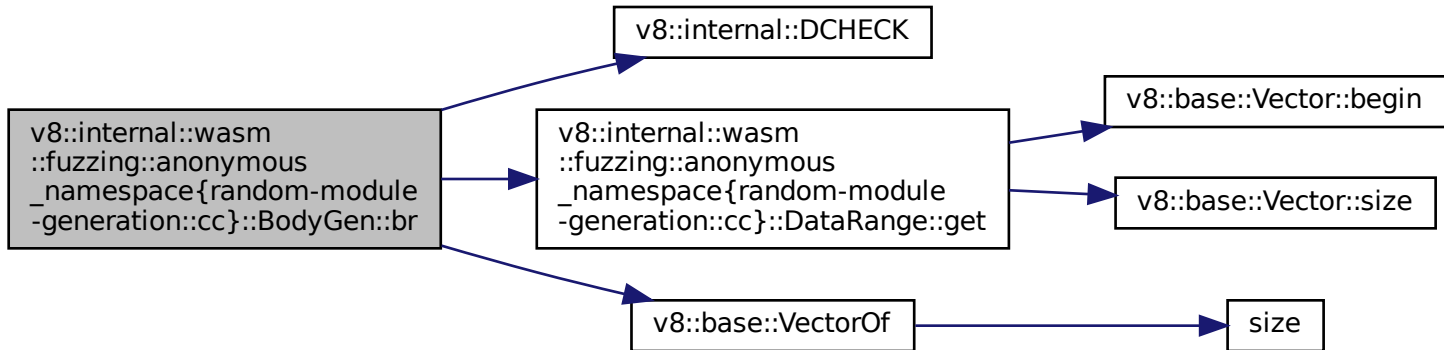 v8::internal::wasm
::fuzzing::anonymous
_namespace{random-module
-generation::cc}::BodyGen::br
v8::internal::DCHECK
v8::internal::wasm
::fuzzing::anonymous
_namespace{random-module
-generation::cc}::DataRange::get
v8::base::Vector::begin
v8::base::Vector::size
v8::base::VectorOf
size